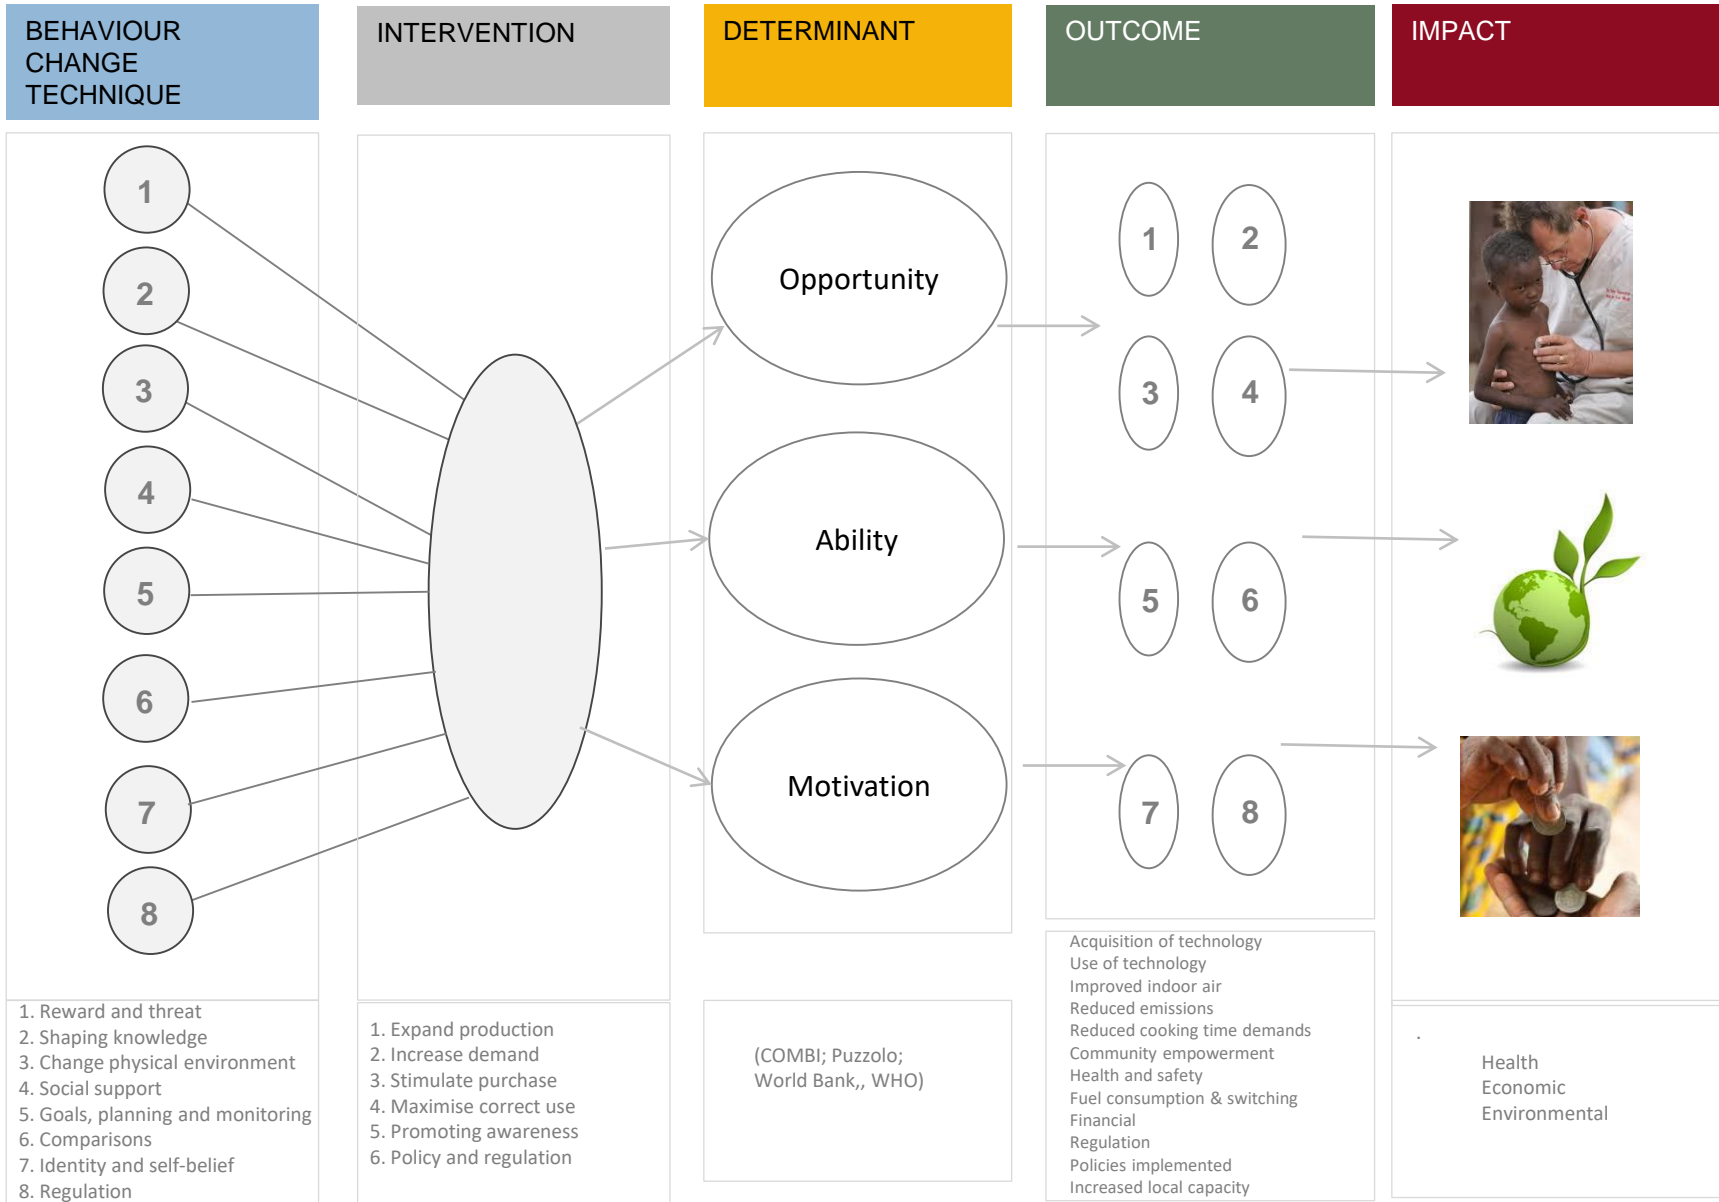 BEHAVIOUR
CHANGE
TECHNIQUE
INTERVENTION
DETERMINANT
OUTCOME
IMPACT
1
2
3
4
5
6
7
8
Opportunity
Ability
Motivation
1
2
3
4
5
6
7
8
1. Reward and threat
2. Shaping knowledge
3. Change physical environment
4. Social support
5. Goals, planning and monitoring
6. Comparisons
7. Identity and self-belief
8. Regulation
1. Expand production
2. Increase demand
3. Stimulate purchase
4. Maximise correct use
5. Promoting awareness
6. Policy and regulation
(COMBI; Puzzolo;
World Bank,, WHO)
Acquisition of technology
Use of technology
Improved indoor air
Reduced emissions
Reduced cooking time demands
Community empowerment
Health and safety
Fuel consumption & switching
Financial
Regulation
Policies implemented
Increased local capacity
.
Health
Economic
Environmental